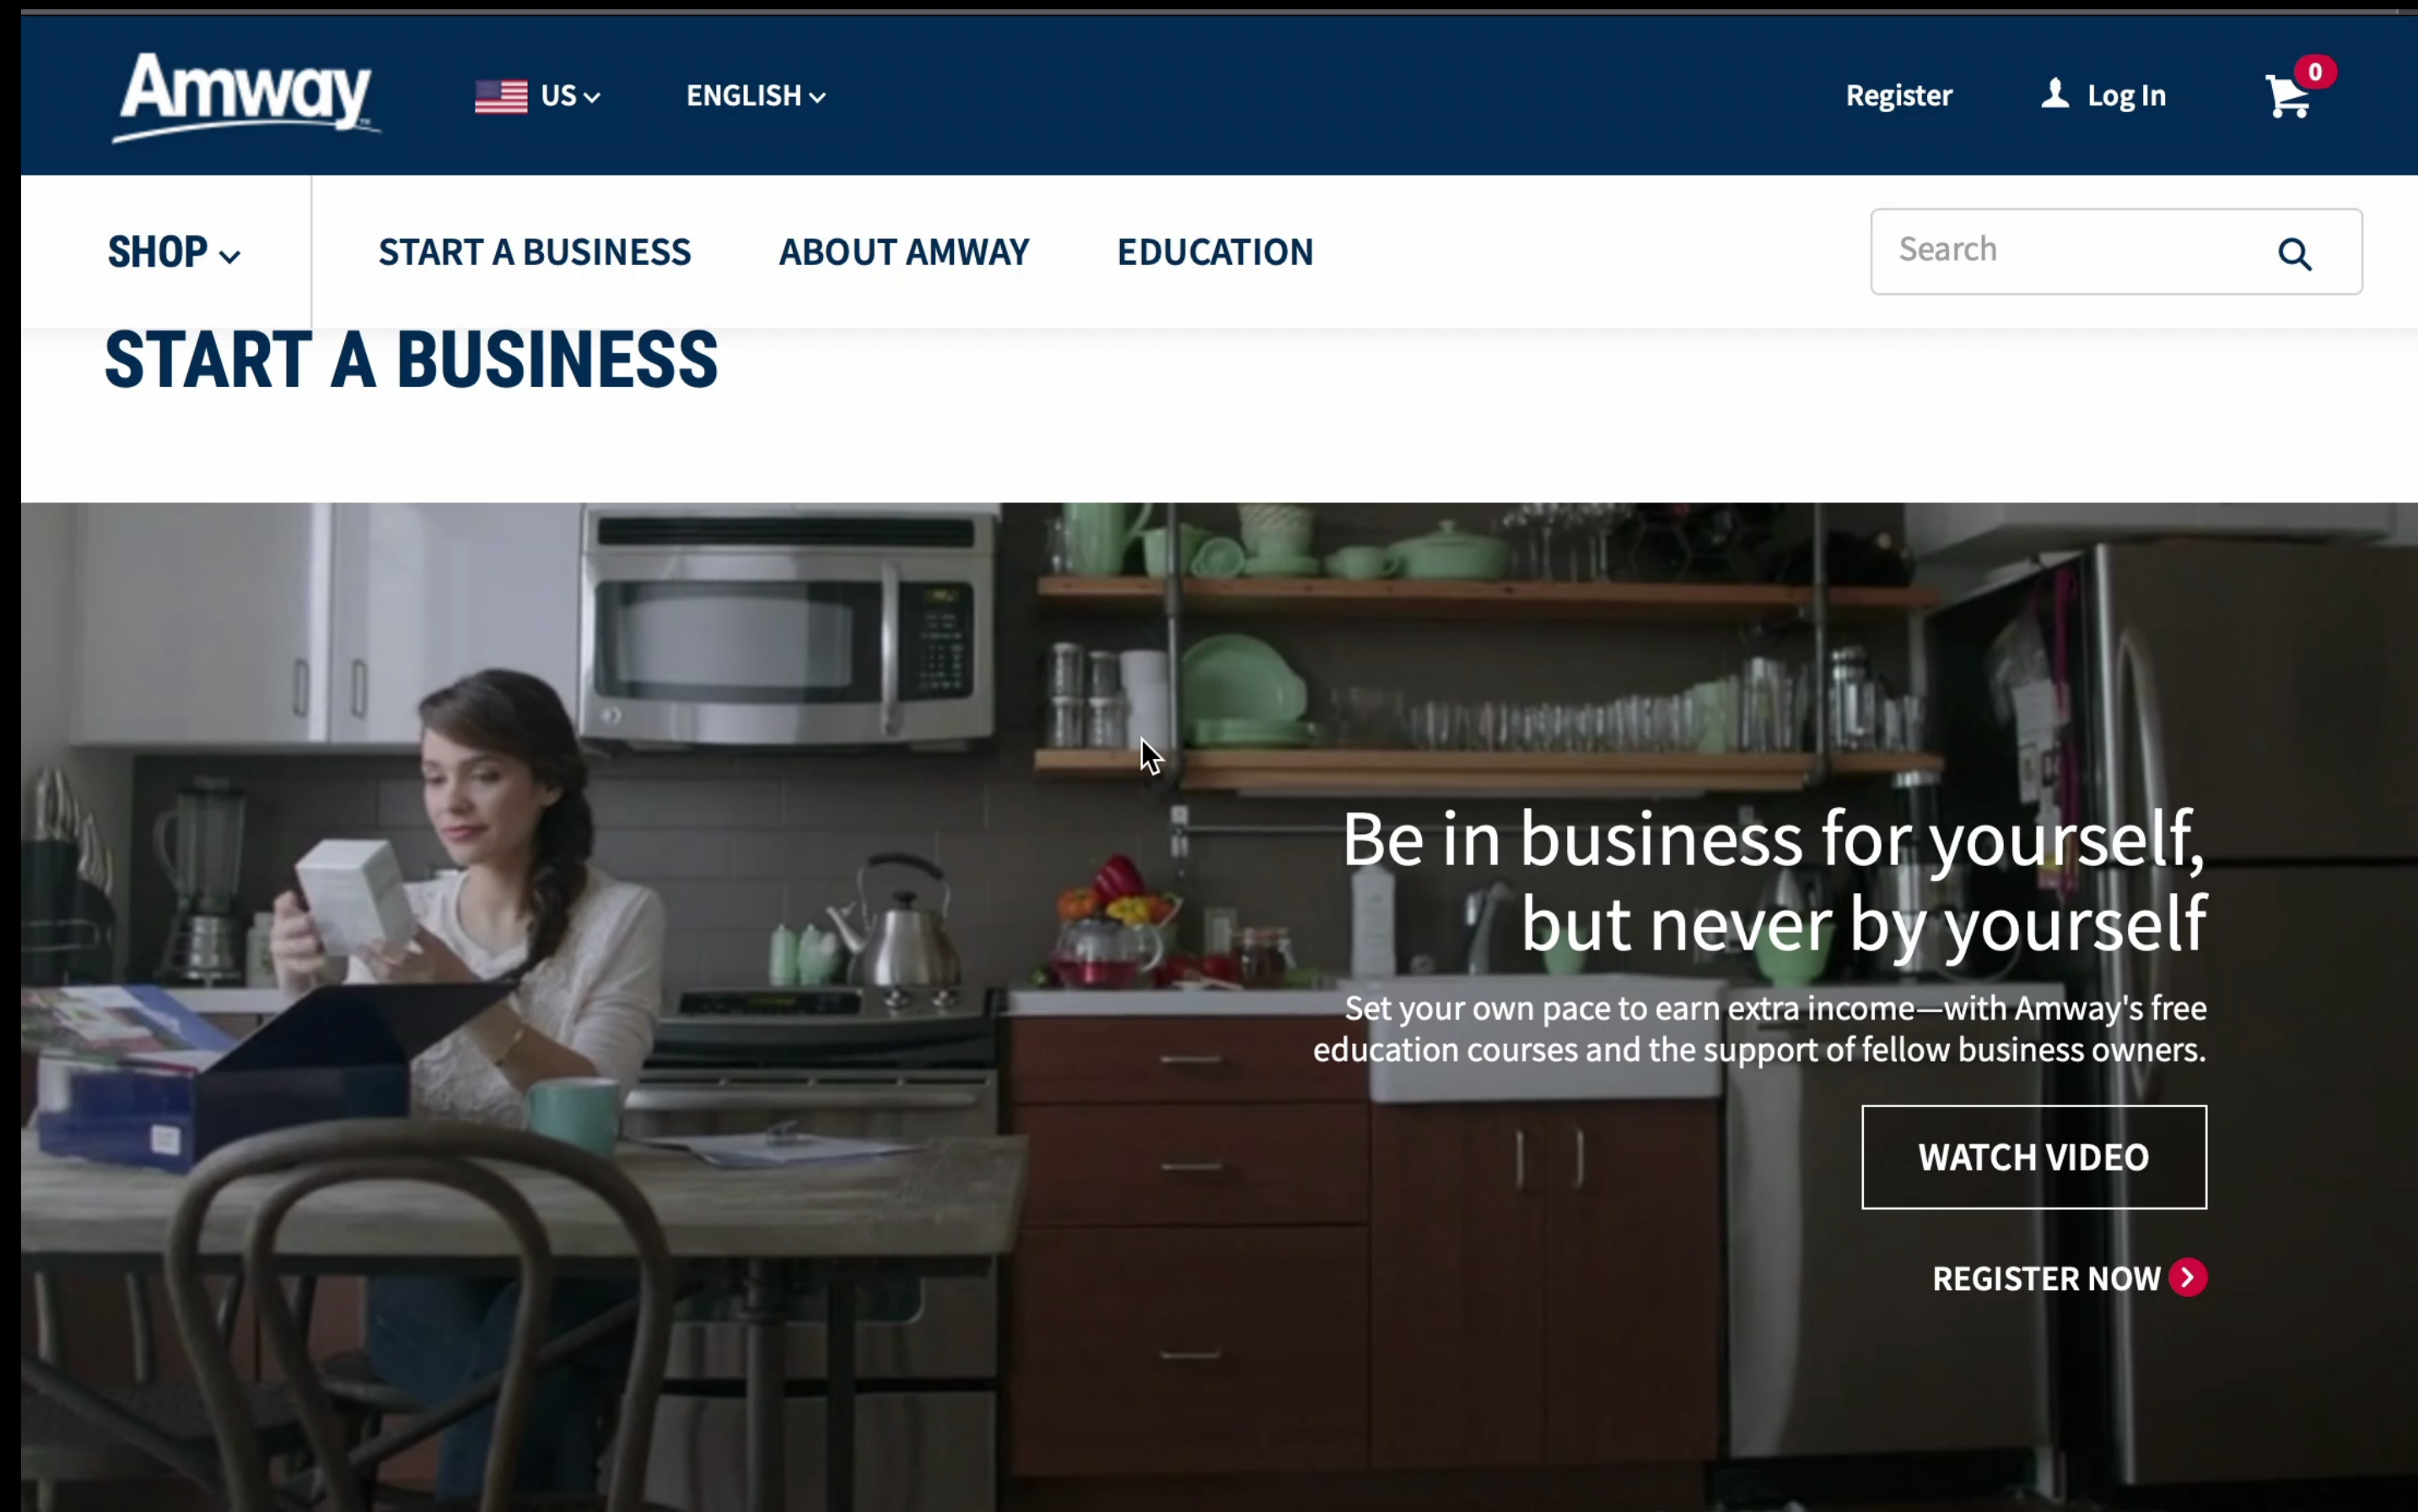 Amway
US
ENGLISH
Register
Log In
0
SHOP
START A BUSINESS
ABOUT AMWAY
EDUCATION
Search
START A BUSINESS
Be in business for yourself,
but never by yourself
Set your own pace to earn extra income—with Amway's free
education courses and the support of fellow business owners.
WATCH VIDEO
REGISTER NOW